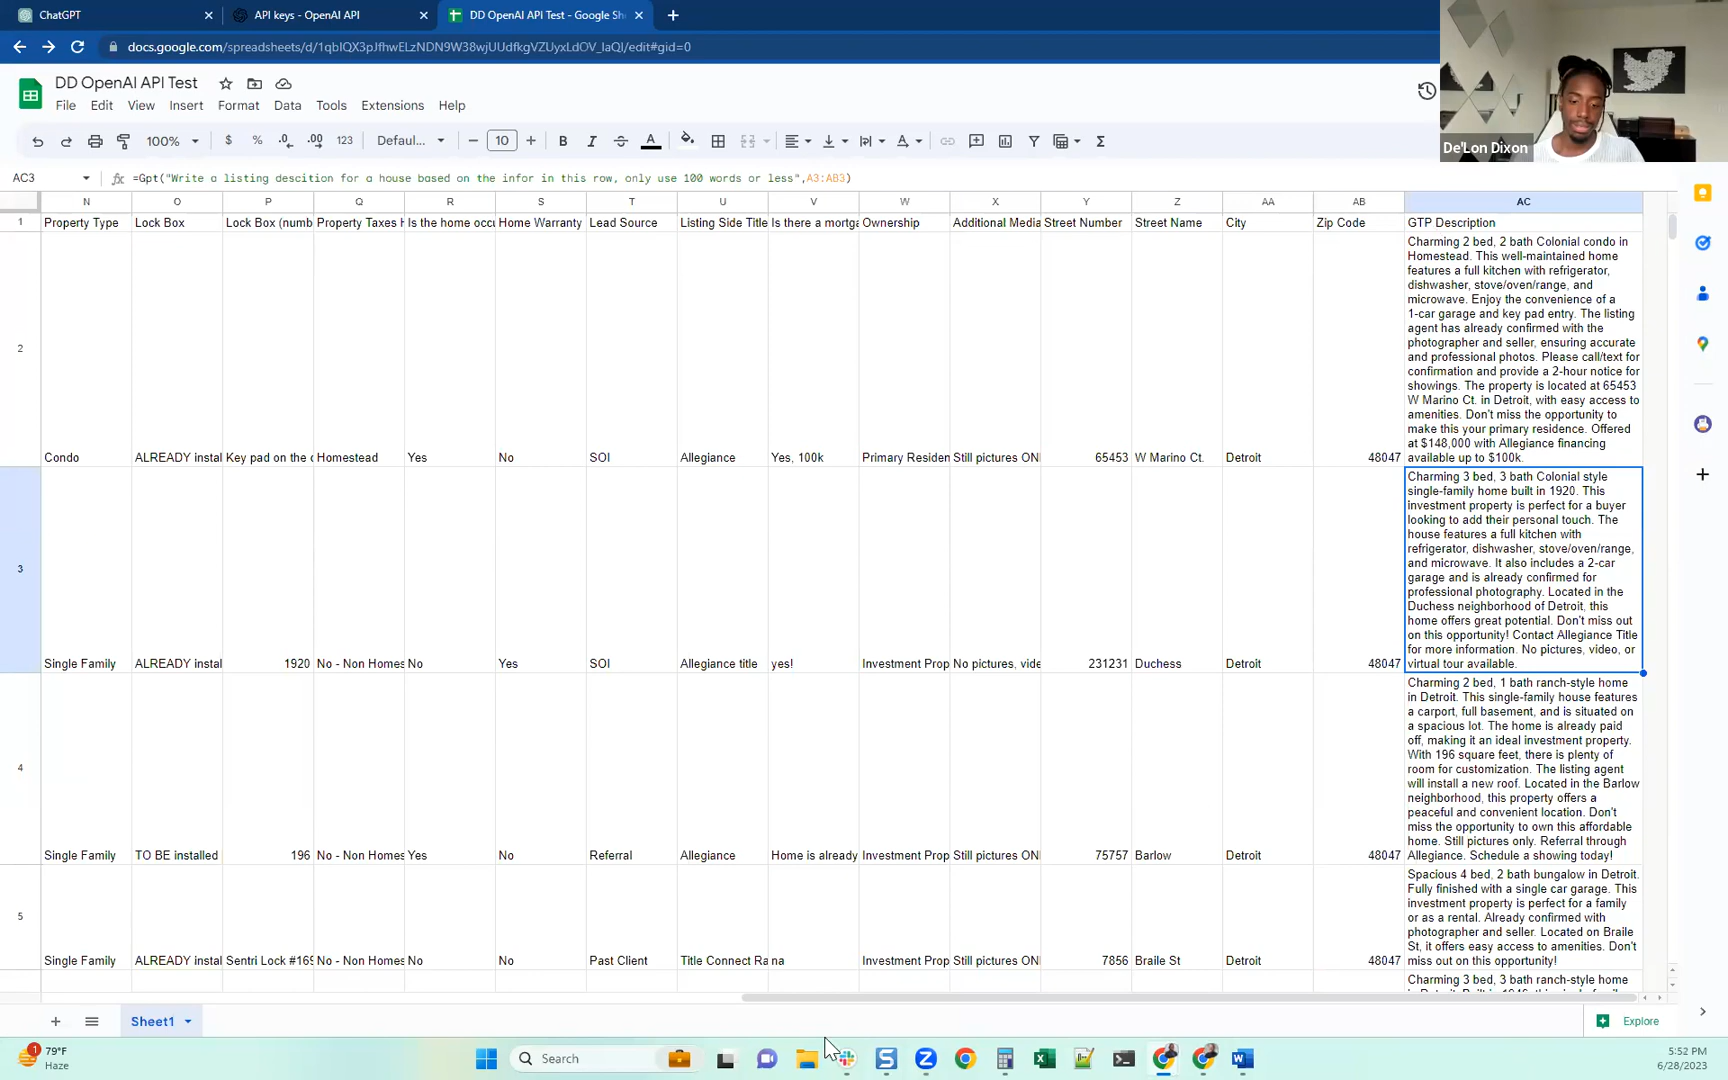 ChatGPT
API keys - OpenAI API
DD OpenAI API Test - Google Sh
docs.google.com/spreadsheets/d/1qbIQX3pJfhwELzNDN9W38wjUUdfkgVZUyxLdOV_IaQI/edit#gid=0
De'Lon Dixon
DD OpenAI API Test
File Edit View Insert Format Data Tools Extensions Help
100% $ % .0 .00 123 Defaul... 10 B I A
AC3 fx =Gpt("Write a listing descition for a house based on the infor in this row, only use 100 words or less",A3:AB3)
N O P Q R S T U V W X Y Z AA AB AC
1 Property Type Lock Box Lock Box (numb Property Taxes H Is the home occu Home Warranty Lead Source Listing Side Title Is there a mortga Ownership Additional Media Street Number Street Name City Zip Code GTP Description
Charming 2 bed, 2 bath Colonial condo in
Homestead. This well-maintained home
features a full kitchen with refrigerator,
dishwasher, stove/oven/range, and
microwave. Enjoy the convenience of a
1-car garage and key pad entry. The listing
agent has already confirmed with the
photographer and seller, ensuring accurate
and professional photos. Please call/text for
confirmation and provide a 2-hour notice for
showings. The property is located at 65453
W Marino Ct. in Detroit, with easy access to
amenities. Don't miss the opportunity to
make this your primary residence. Offered
at $148,000 with Allegiance financing
available up to $100k.
2 Condo ALREADY instal Key pad on the d Homestead Yes No SOI Allegiance Yes, 100k Primary Residen Still pictures ONL 65453 W Marino Ct. Detroit 48047
Charming 3 bed, 3 bath Colonial style
single-family home built in 1920. This
investment property is perfect for a buyer
looking to add their personal touch. The
house features a full kitchen with
refrigerator, dishwasher, stove/oven/range,
and microwave. It also includes a 2-car
garage and is already confirmed for
professional photography. Located in the
Duchess neighborhood of Detroit, this
home offers great potential. Don't miss out
on this opportunity! Contact Allegiance Title
for more information. No pictures, video, or
virtual tour available.
3 Single Family ALREADY instal 1920 No - Non Homes No Yes SOI Allegiance title yes! Investment Prop No pictures, vide 231231 Duchess Detroit 48047
Charming 2 bed, 1 bath ranch-style home
in Detroit. This single-family house features
a carport, full basement, and is situated on
a spacious lot. The home is already paid
off, making it an ideal investment property.
With 196 square feet, there is plenty of
room for customization. The listing agent
will install a new roof. Located in the Barlow
neighborhood, this property offers a
peaceful and convenient location. Don't
miss the opportunity to own this affordable
home. Still pictures only. Referral through
Allegiance. Schedule a showing today!
4 Single Family TO BE installed 196 No - Non Homes Yes No Referral Allegiance Home is already Investment Prop Still pictures ONL 75757 Barlow Detroit 48047
Spacious 4 bed, 2 bath bungalow in Detroit.
Fully finished with a single car garage. This
investment property is perfect for a family
or as a rental. Already confirmed with
photographer and seller. Located on Braile
St, it offers easy access to amenities. Don't
miss out on this opportunity!
5 Single Family ALREADY instal Sentri Lock #169 No - Non Homes No No Past Client Title Connect Ra na Investment Prop Still pictures ONL 7856 Braile St Detroit 48047
Charming 3 bed, 3 bath ranch-style home
Sheet1 Explore
1 79°F
Haze
Search
5:52 PM
6/28/2023